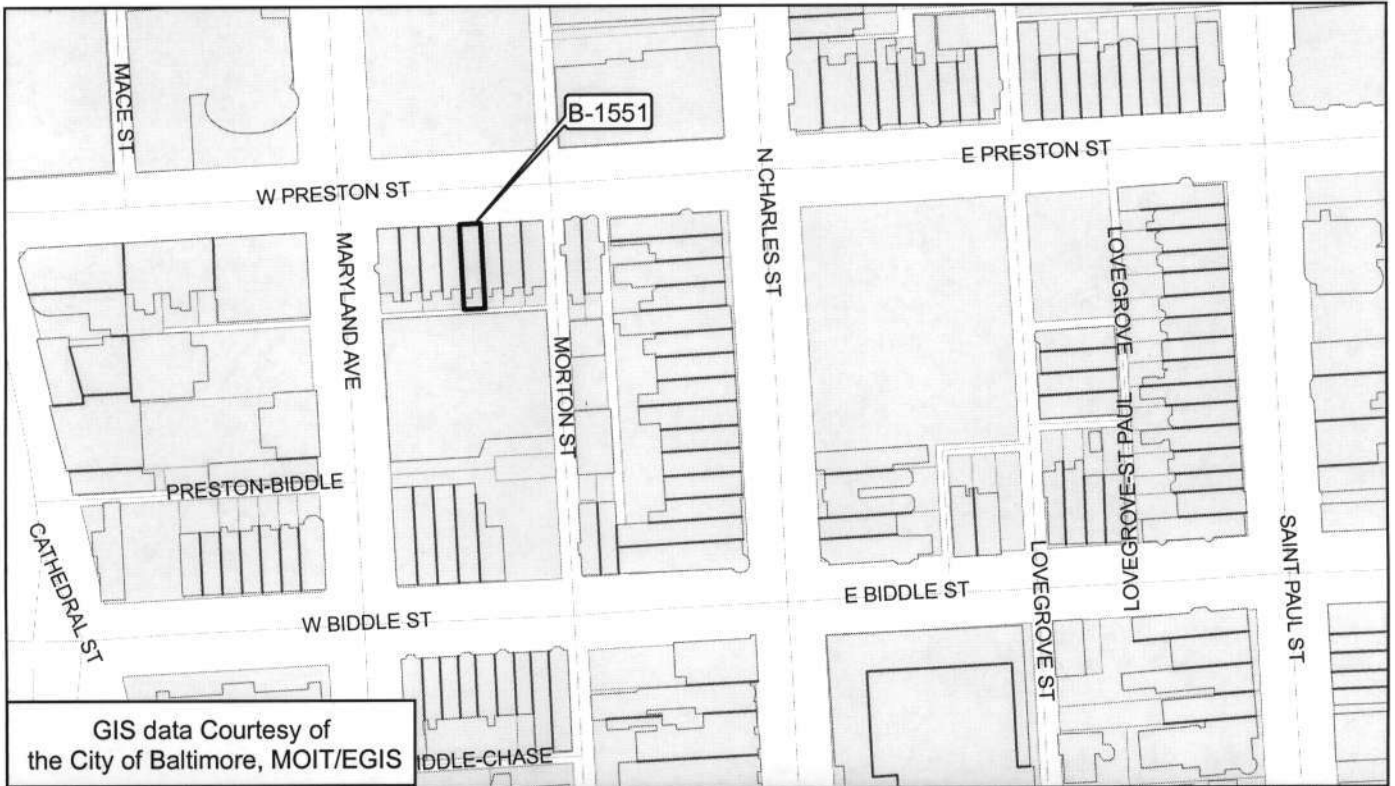 MACE ST
B-1551
E PRESTON ST
W PRESTON ST
N CHARLES ST
MARYLAND AVE
LOVEGROVE-ST PAUL LOVEGROVE
MORTON ST
PRESTON-BIDDLE
CATHEDRAL ST
LOVEGROVE ST
SAINT PAUL ST
E BIDDLE ST
W BIDDLE ST
GIS data Courtesy of
the City of Baltimore, MOIT/EGIS
IDDLE-CHASE